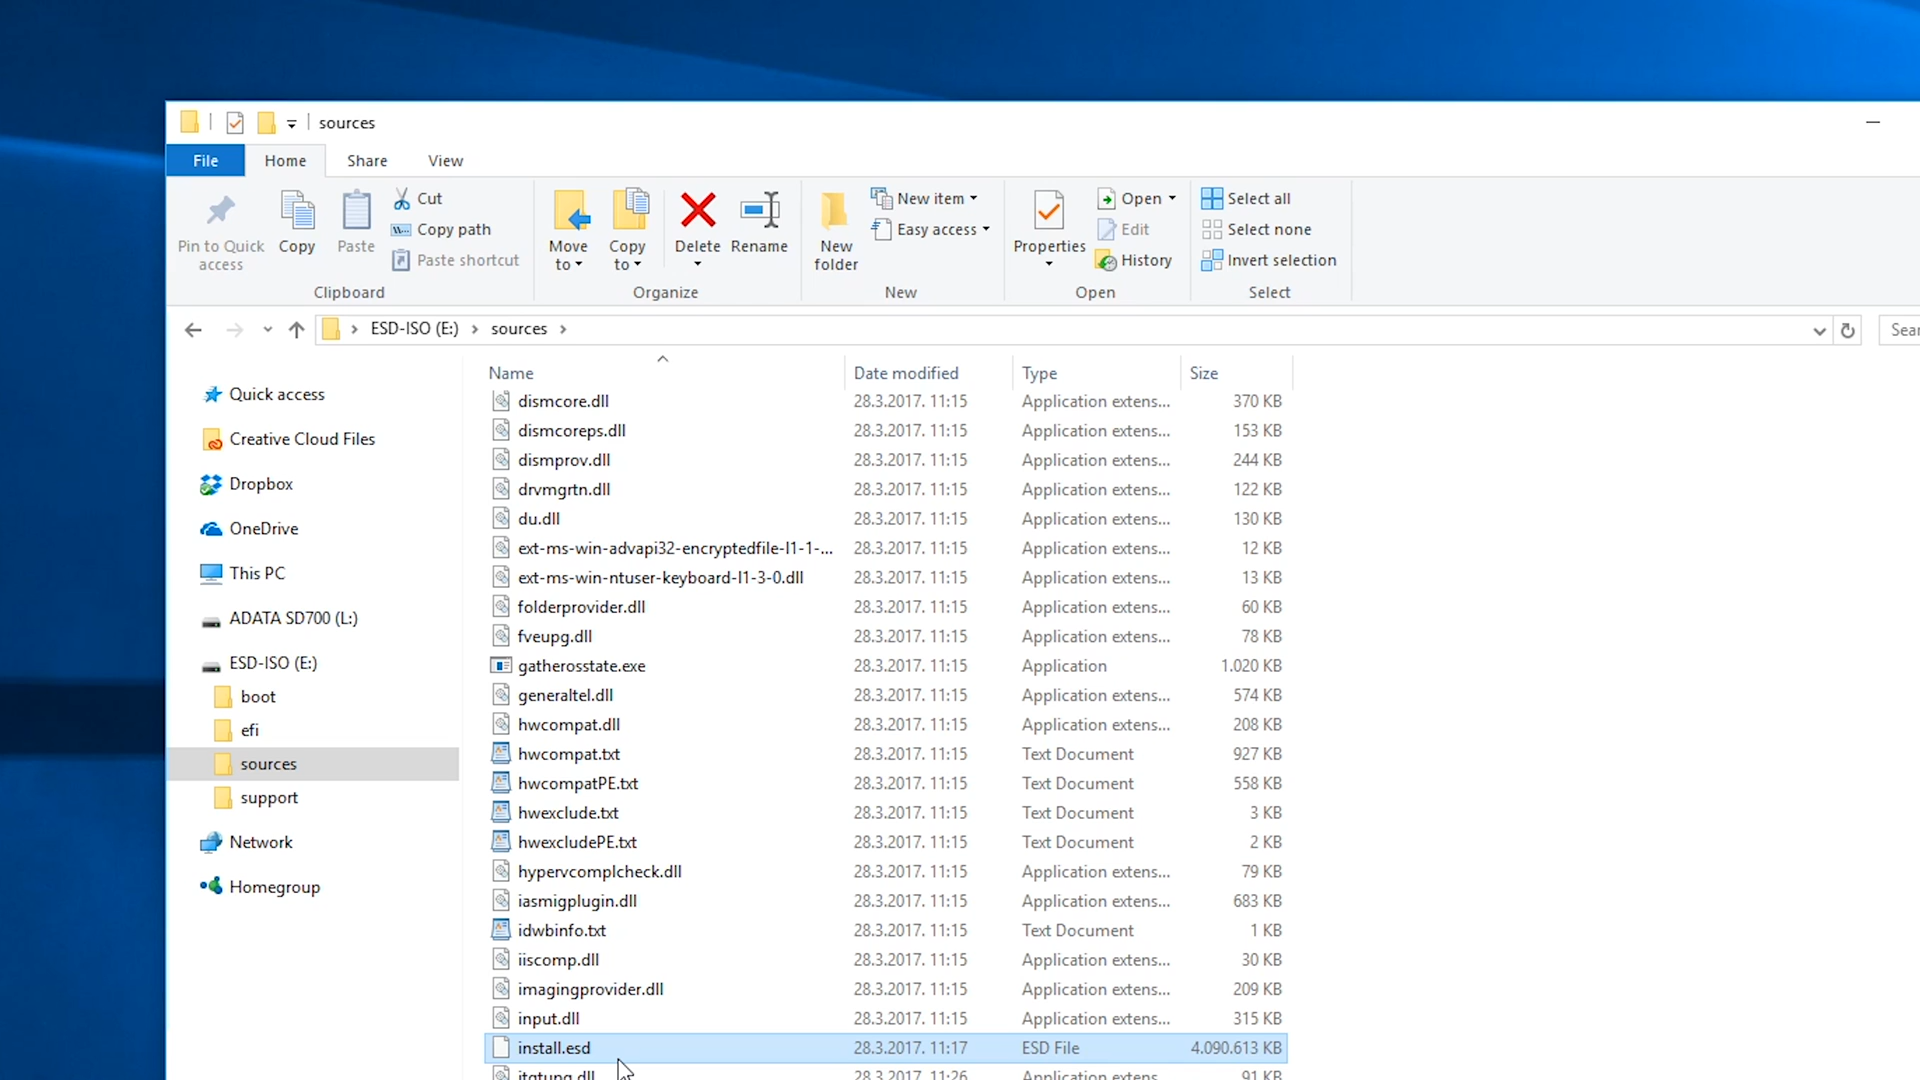 sources
File Home Share View
Pin to Quick access
Copy
Paste
Cut
Copy path
Paste shortcut
Clipboard
Move to
Copy to
Delete
Rename
Organize
New folder
New item
Easy access
New
Properties
Open
Edit
History
Open
Select all
Select none
Invert selection
Select
ESD-ISO (E:) sources
Sear
Quick access
Creative Cloud Files
Dropbox
OneDrive
This PC
ADATA SD700 (L:)
ESD-ISO (E:)
boot
efi
sources
support
Network
Homegroup
Name Date modified Type Size
dismcore.dll 28.3.2017. 11:15 Application extens... 370 KB
dismcoreps.dll 28.3.2017. 11:15 Application extens... 153 KB
dismprov.dll 28.3.2017. 11:15 Application extens... 244 KB
drvmgrtn.dll 28.3.2017. 11:15 Application extens... 122 KB
du.dll 28.3.2017. 11:15 Application extens... 130 KB
ext-ms-win-advapi32-encryptedfile-l1-1-... 28.3.2017. 11:15 Application extens... 12 KB
ext-ms-win-ntuser-keyboard-l1-3-0.dll 28.3.2017. 11:15 Application extens... 13 KB
folderprovider.dll 28.3.2017. 11:15 Application extens... 60 KB
fveupg.dll 28.3.2017. 11:15 Application extens... 78 KB
gatherosstate.exe 28.3.2017. 11:15 Application 1.020 KB
generaltel.dll 28.3.2017. 11:15 Application extens... 574 KB
hwcompat.dll 28.3.2017. 11:15 Application extens... 208 KB
hwcompat.txt 28.3.2017. 11:15 Text Document 927 KB
hwcompatPE.txt 28.3.2017. 11:15 Text Document 558 KB
hwexclude.txt 28.3.2017. 11:15 Text Document 3 KB
hwexcludePE.txt 28.3.2017. 11:15 Text Document 2 KB
hypervcomplcheck.dll 28.3.2017. 11:15 Application extens... 79 KB
iasmigplugin.dll 28.3.2017. 11:15 Application extens... 683 KB
idwbinfo.txt 28.3.2017. 11:15 Text Document 1 KB
iiscomp.dll 28.3.2017. 11:15 Application extens... 30 KB
imagingprovider.dll 28.3.2017. 11:15 Application extens... 209 KB
input.dll 28.3.2017. 11:15 Application extens... 315 KB
install.esd 28.3.2017. 11:17 ESD File 4.090.613 KB
itgtupg.dll 28.3.2017. 11:26 Application extens... 91 KB